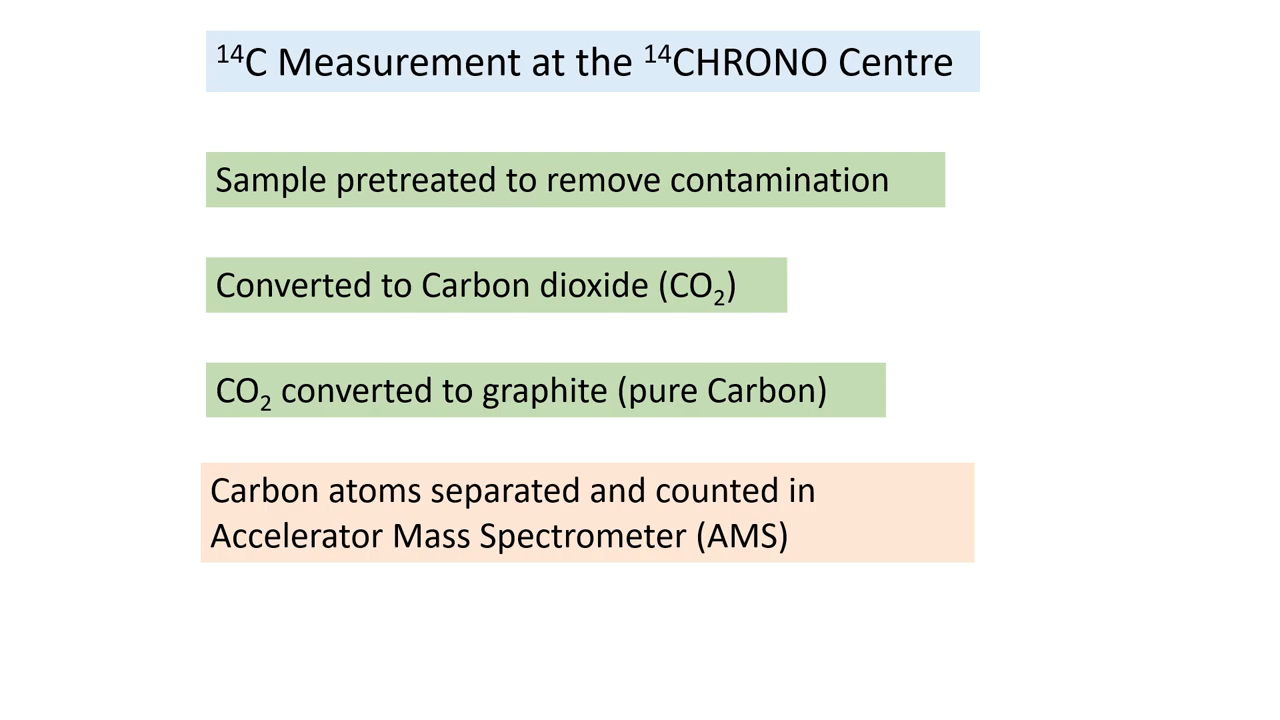 ¹⁴C Measurement at the ¹⁴CHRONO Centre
Sample pretreated to remove contamination
Converted to Carbon dioxide (CO₂)
CO₂ converted to graphite (pure Carbon)
Carbon atoms separated and counted in
Accelerator Mass Spectrometer (AMS)